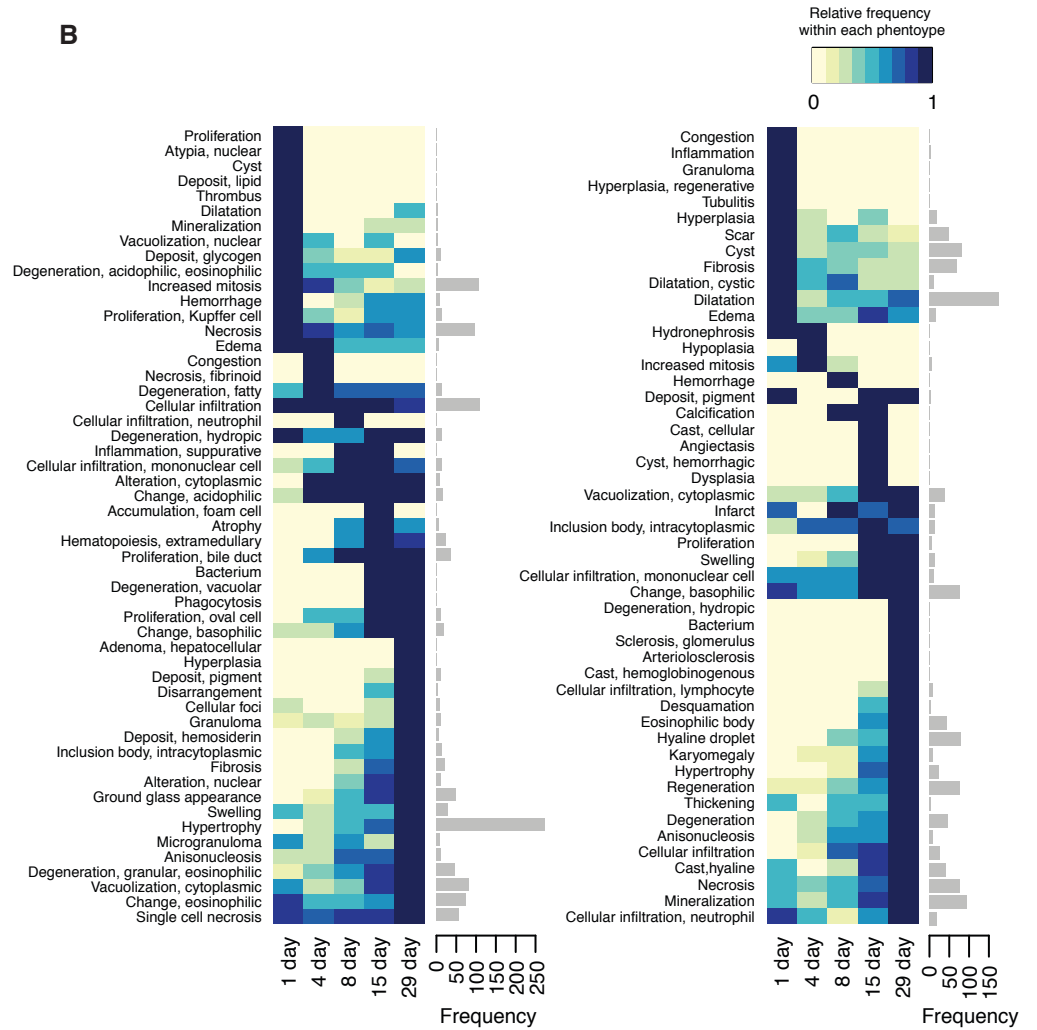 B
Relative frequency
within each phentoype
0 1
Proliferation
Atypia, nuclear
Cyst
Deposit, lipid
Thrombus
Dilatation
Mineralization
Vacuolization, nuclear
Deposit, glycogen
Degeneration, acidophilic, eosinophilic
Increased mitosis
Hemorrhage
Proliferation, Kupffer cell
Necrosis
Edema
Congestion
Necrosis, fibrinoid
Degeneration, fatty
Cellular infiltration
Cellular infiltration, neutrophil
Degeneration, hydropic
Inflammation, suppurative
Cellular infiltration, mononuclear cell
Alteration, cytoplasmic
Change, acidophilic
Accumulation, foam cell
Atrophy
Hematopoiesis, extramedullary
Proliferation, bile duct
Bacterium
Degeneration, vacuolar
Phagocytosis
Proliferation, oval cell
Change, basophilic
Adenoma, hepatocellular
Hyperplasia
Deposit, pigment
Disarrangement
Cellular foci
Granuloma
Deposit, hemosiderin
Inclusion body, intracytoplasmic
Fibrosis
Alteration, nuclear
Ground glass appearance
Swelling
Hypertrophy
Microgranuloma
Anisonucleosis
Degeneration, granular, eosinophilic
Vacuolization, cytoplasmic
Change, eosinophilic
Single cell necrosis
1 day
4 day
8 day
15 day
29 day
0
50
100
150
200
250
Frequency
Congestion
Inflammation
Granuloma
Hyperplasia, regenerative
Tubulitis
Hyperplasia
Scar
Cyst
Fibrosis
Dilatation, cystic
Dilatation
Edema
Hydronephrosis
Hypoplasia
Increased mitosis
Hemorrhage
Deposit, pigment
Calcification
Cast, cellular
Angiectasis
Cyst, hemorrhagic
Dysplasia
Vacuolization, cytoplasmic
Infarct
Inclusion body, intracytoplasmic
Proliferation
Swelling
Cellular infiltration, mononuclear cell
Change, basophilic
Degeneration, hydropic
Bacterium
Sclerosis, glomerulus
Arteriolosclerosis
Cast, hemoglobinogenous
Cellular infiltration, lymphocyte
Desquamation
Eosinophilic body
Hyaline droplet
Karyomegaly
Hypertrophy
Regeneration
Thickening
Degeneration
Anisonucleosis
Cellular infiltration
Cast,hyaline
Necrosis
Mineralization
Cellular infiltration, neutrophil
1 day
4 day
8 day
15 day
29 day
0
50
100
150
Frequency